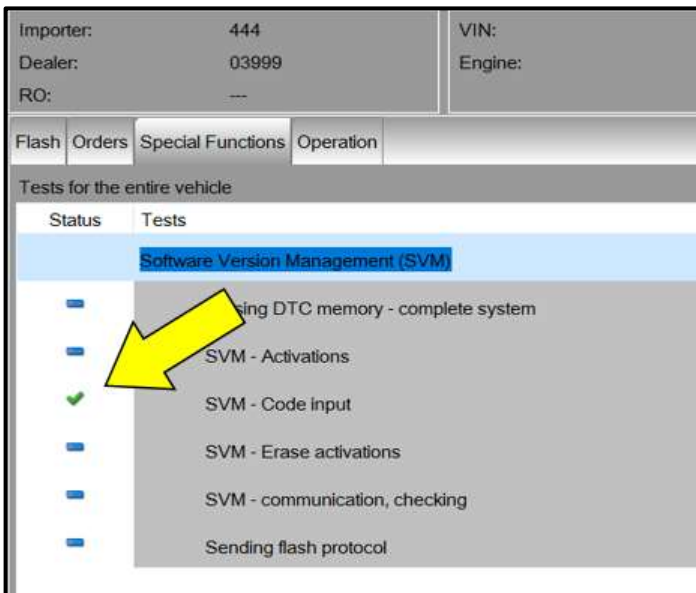 Importer: 444 VIN:
Dealer: 03999 Engine:
RO: ---
Flash Orders Special Functions Operation
Tests for the entire vehicle
Status Tests
Software Version Management (SVM)
DTC memory - complete system
SVM - Activations
SVM - Code input
SVM - Erase activations
SVM - communication, checking
Sending flash protocol